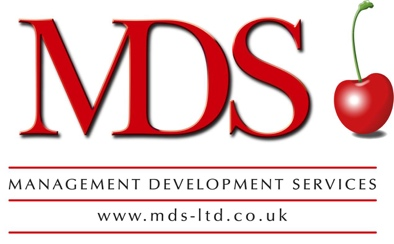 MDS
MANAGEMENT DEVELOPMENT SERVICES
www.mds-ltd.co.uk